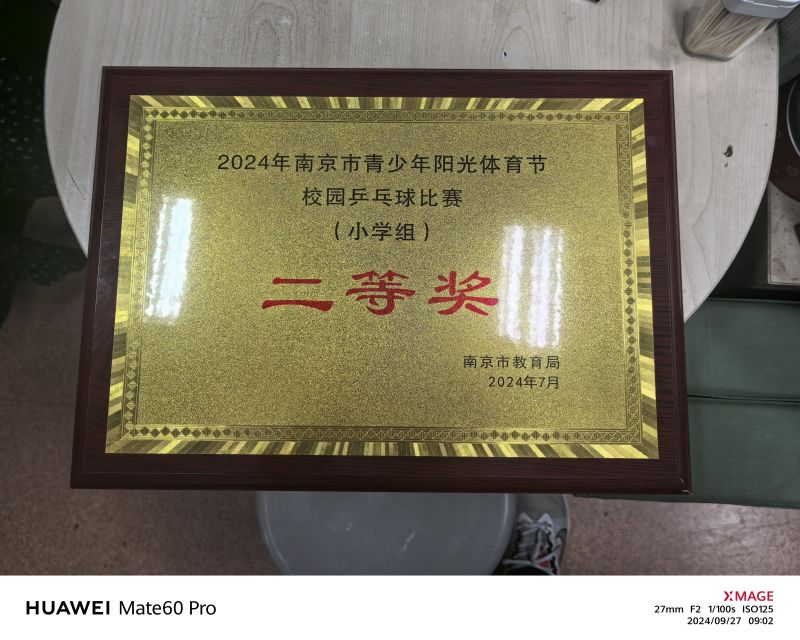 2024年南京市青少年阳光体育节
校园乒乓球比赛
（小学组）
二等奖
南京市教育局
2024年7月
HUAWEI Mate60 Pro
XMAGE
27mm F2 1/100s ISO125
2024/09/27 09:02